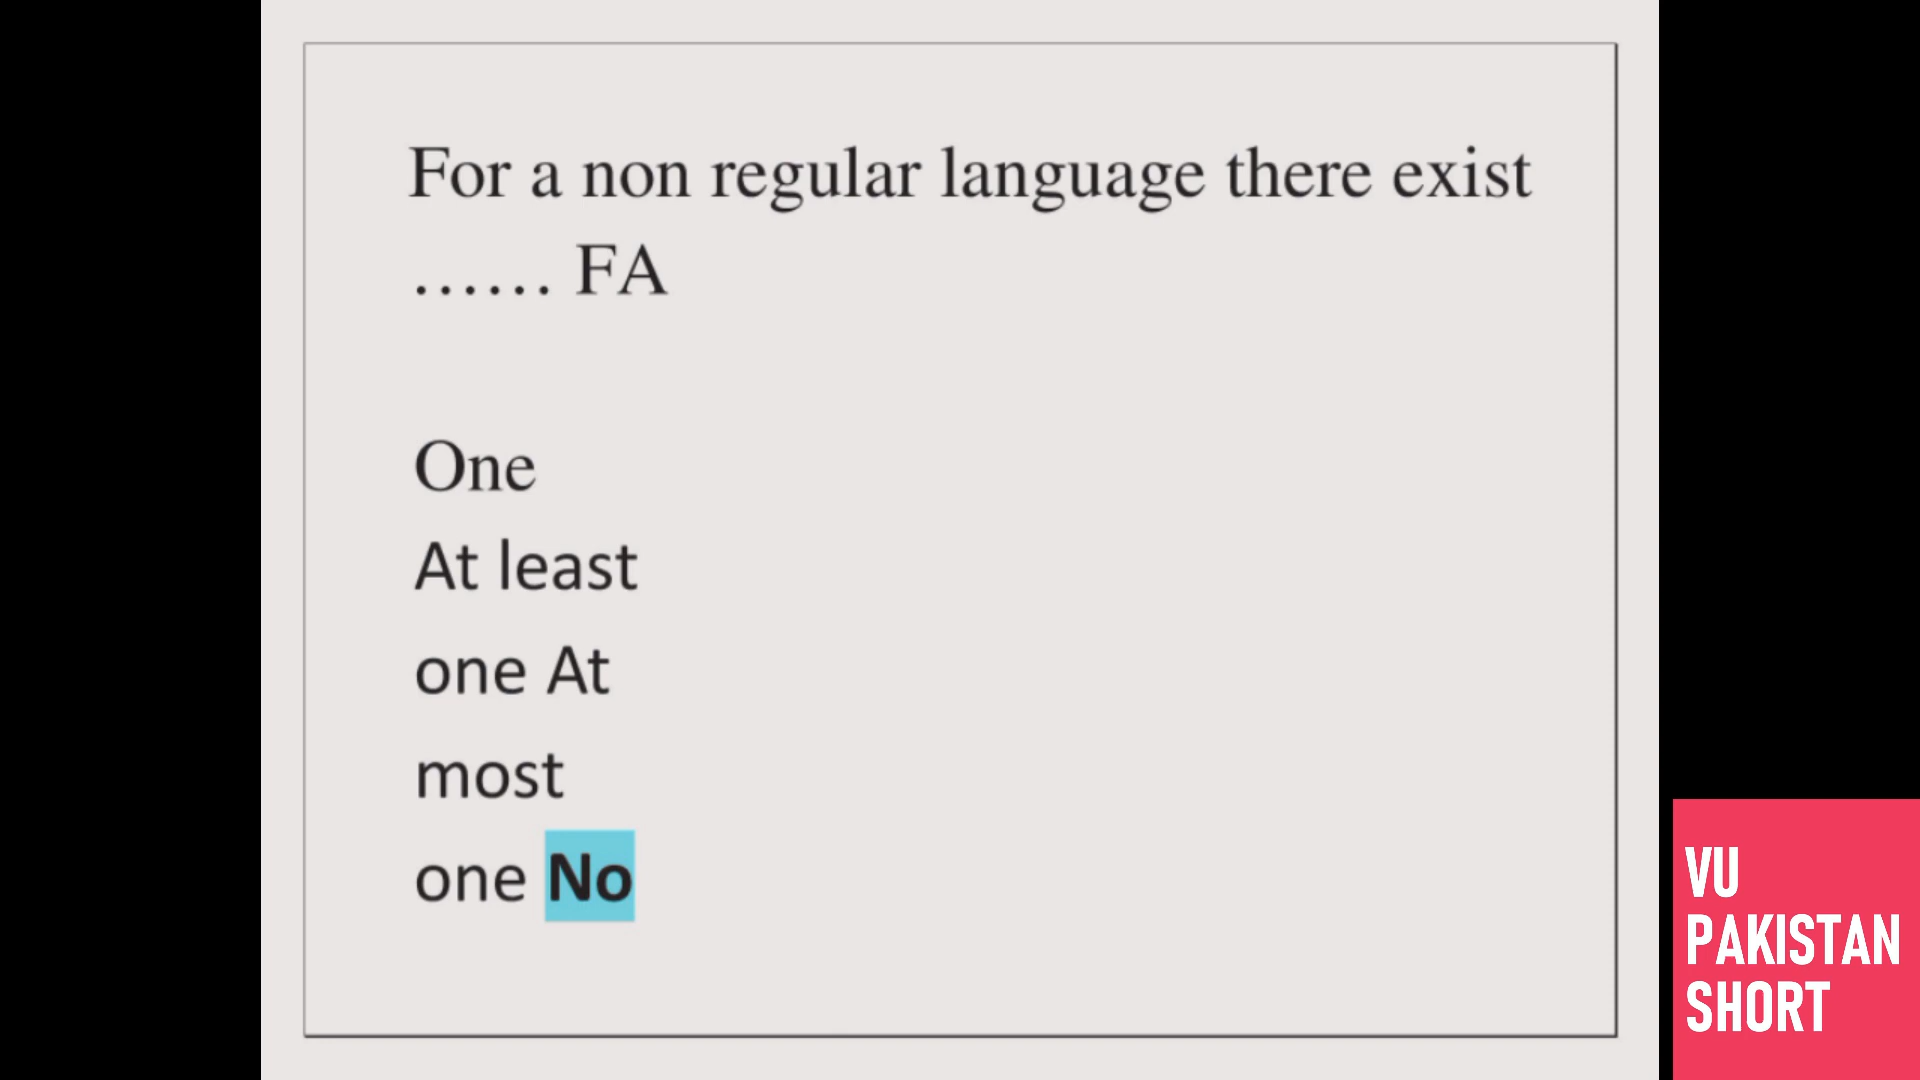 For a non regular language there exist
…… FA
One
At least
one At
most
one No
VU
PAKISTAN
SHORT